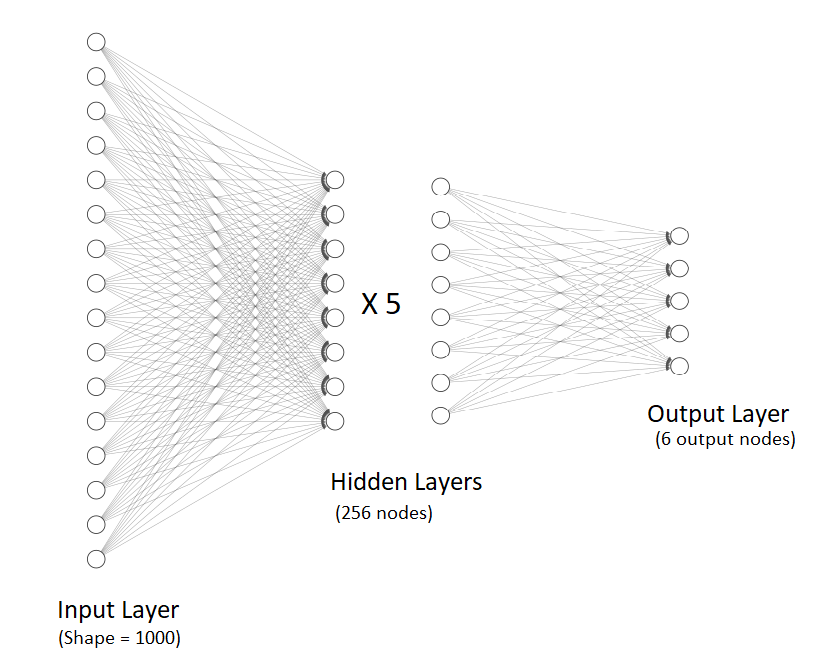 X 5
Output Layer
(6 output nodes)
Hidden Layers
(256 nodes)
Input Layer
(Shape = 1000)